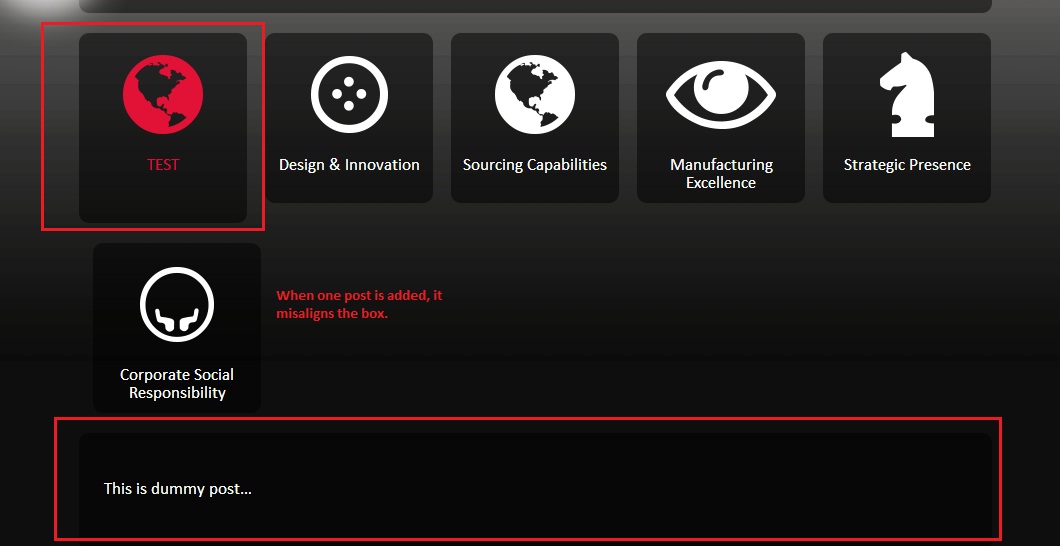 TEST
Design & Innovation
Sourcing Capabilities
Manufacturing
Excellence
Strategic Presence
Corporate Social
Responsibility
When one post is added, it
misaligns the box.
This is dummy post...